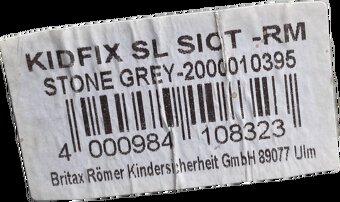 KIDFIX SL SICT -RM
STONE GREY-2000010395
4 000984 108323
Britax Römer Kindersicherheit GmbH 89077 Ulm